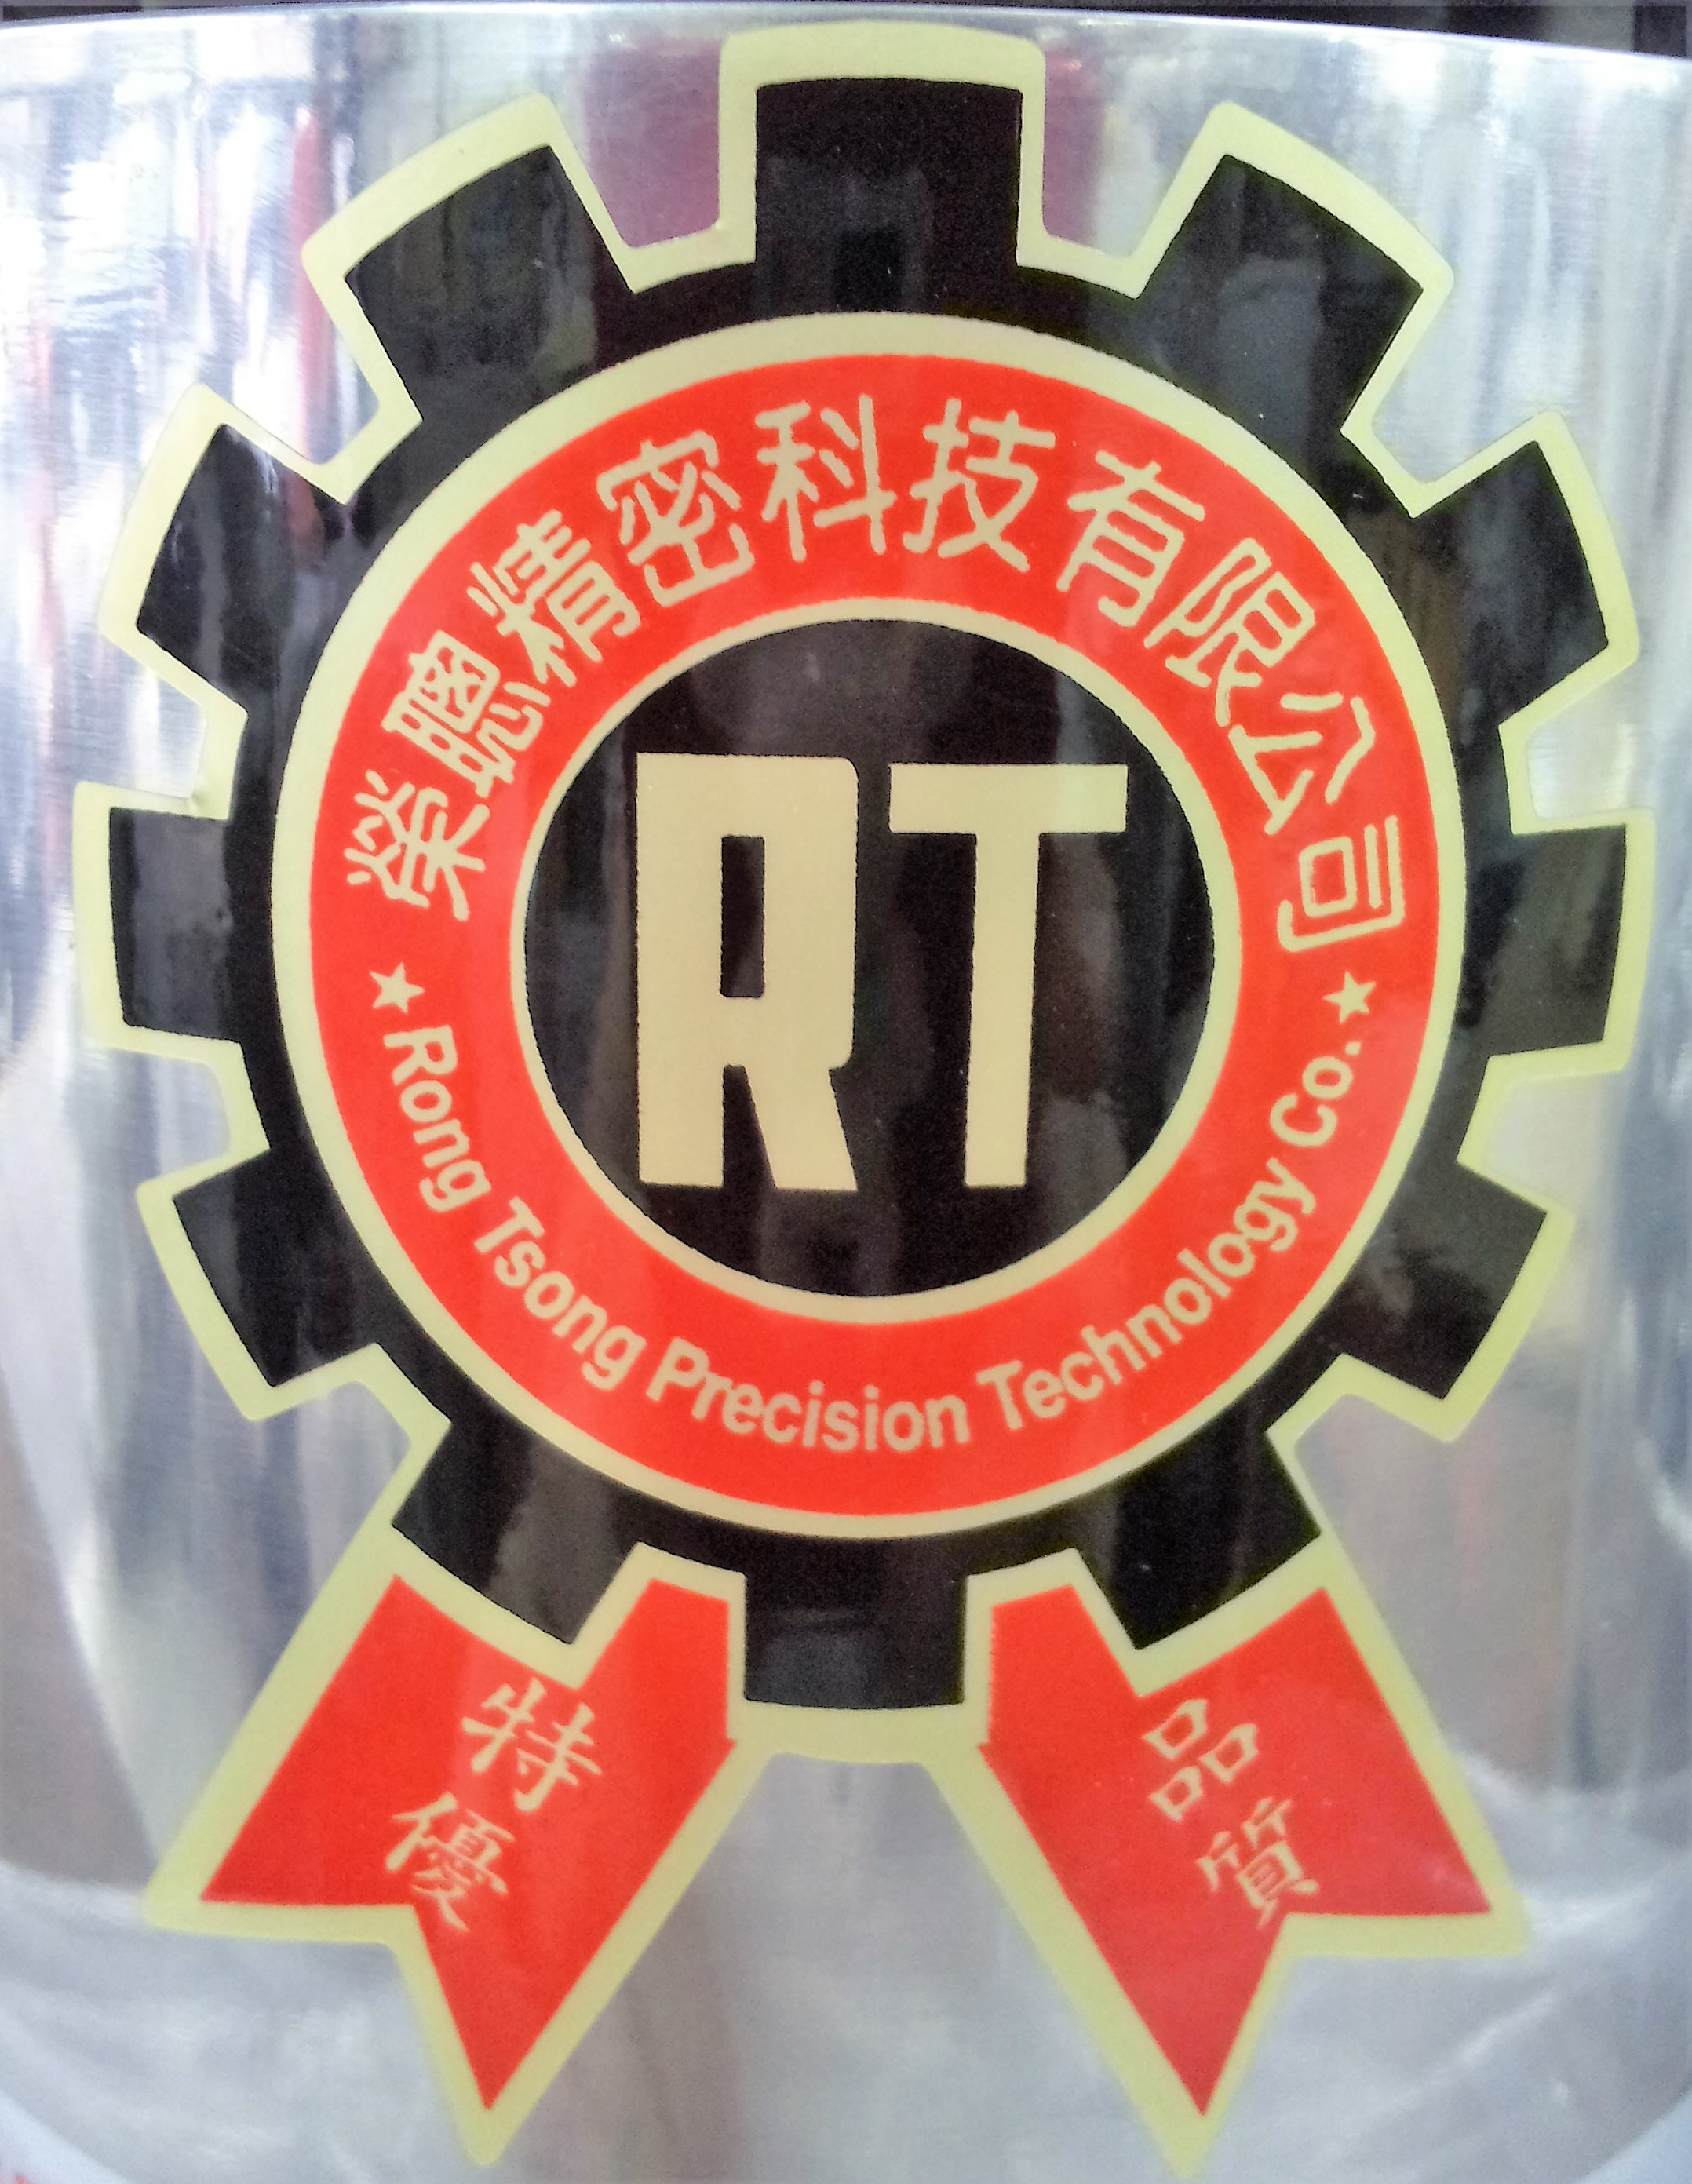 榮聰精密科技有限公司
RT
★ Rong Tsong Precision Technology Co. ★
特優
品質